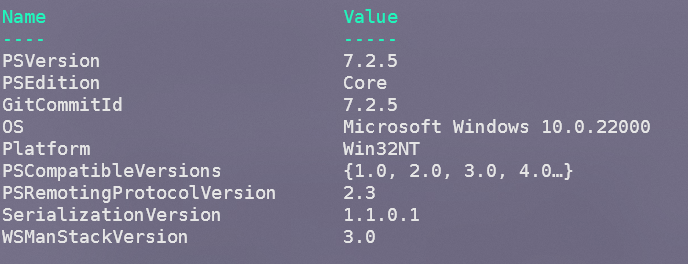 Name Value
---- -----
PSVersion 7.2.5
PSEdition Core
GitCommitId 7.2.5
OS Microsoft Windows 10.0.22000
Platform Win32NT
PSCompatibleVersions {1.0, 2.0, 3.0, 4.0…}
PSRemotingProtocolVersion 2.3
SerializationVersion 1.1.0.1
WSManStackVersion 3.0